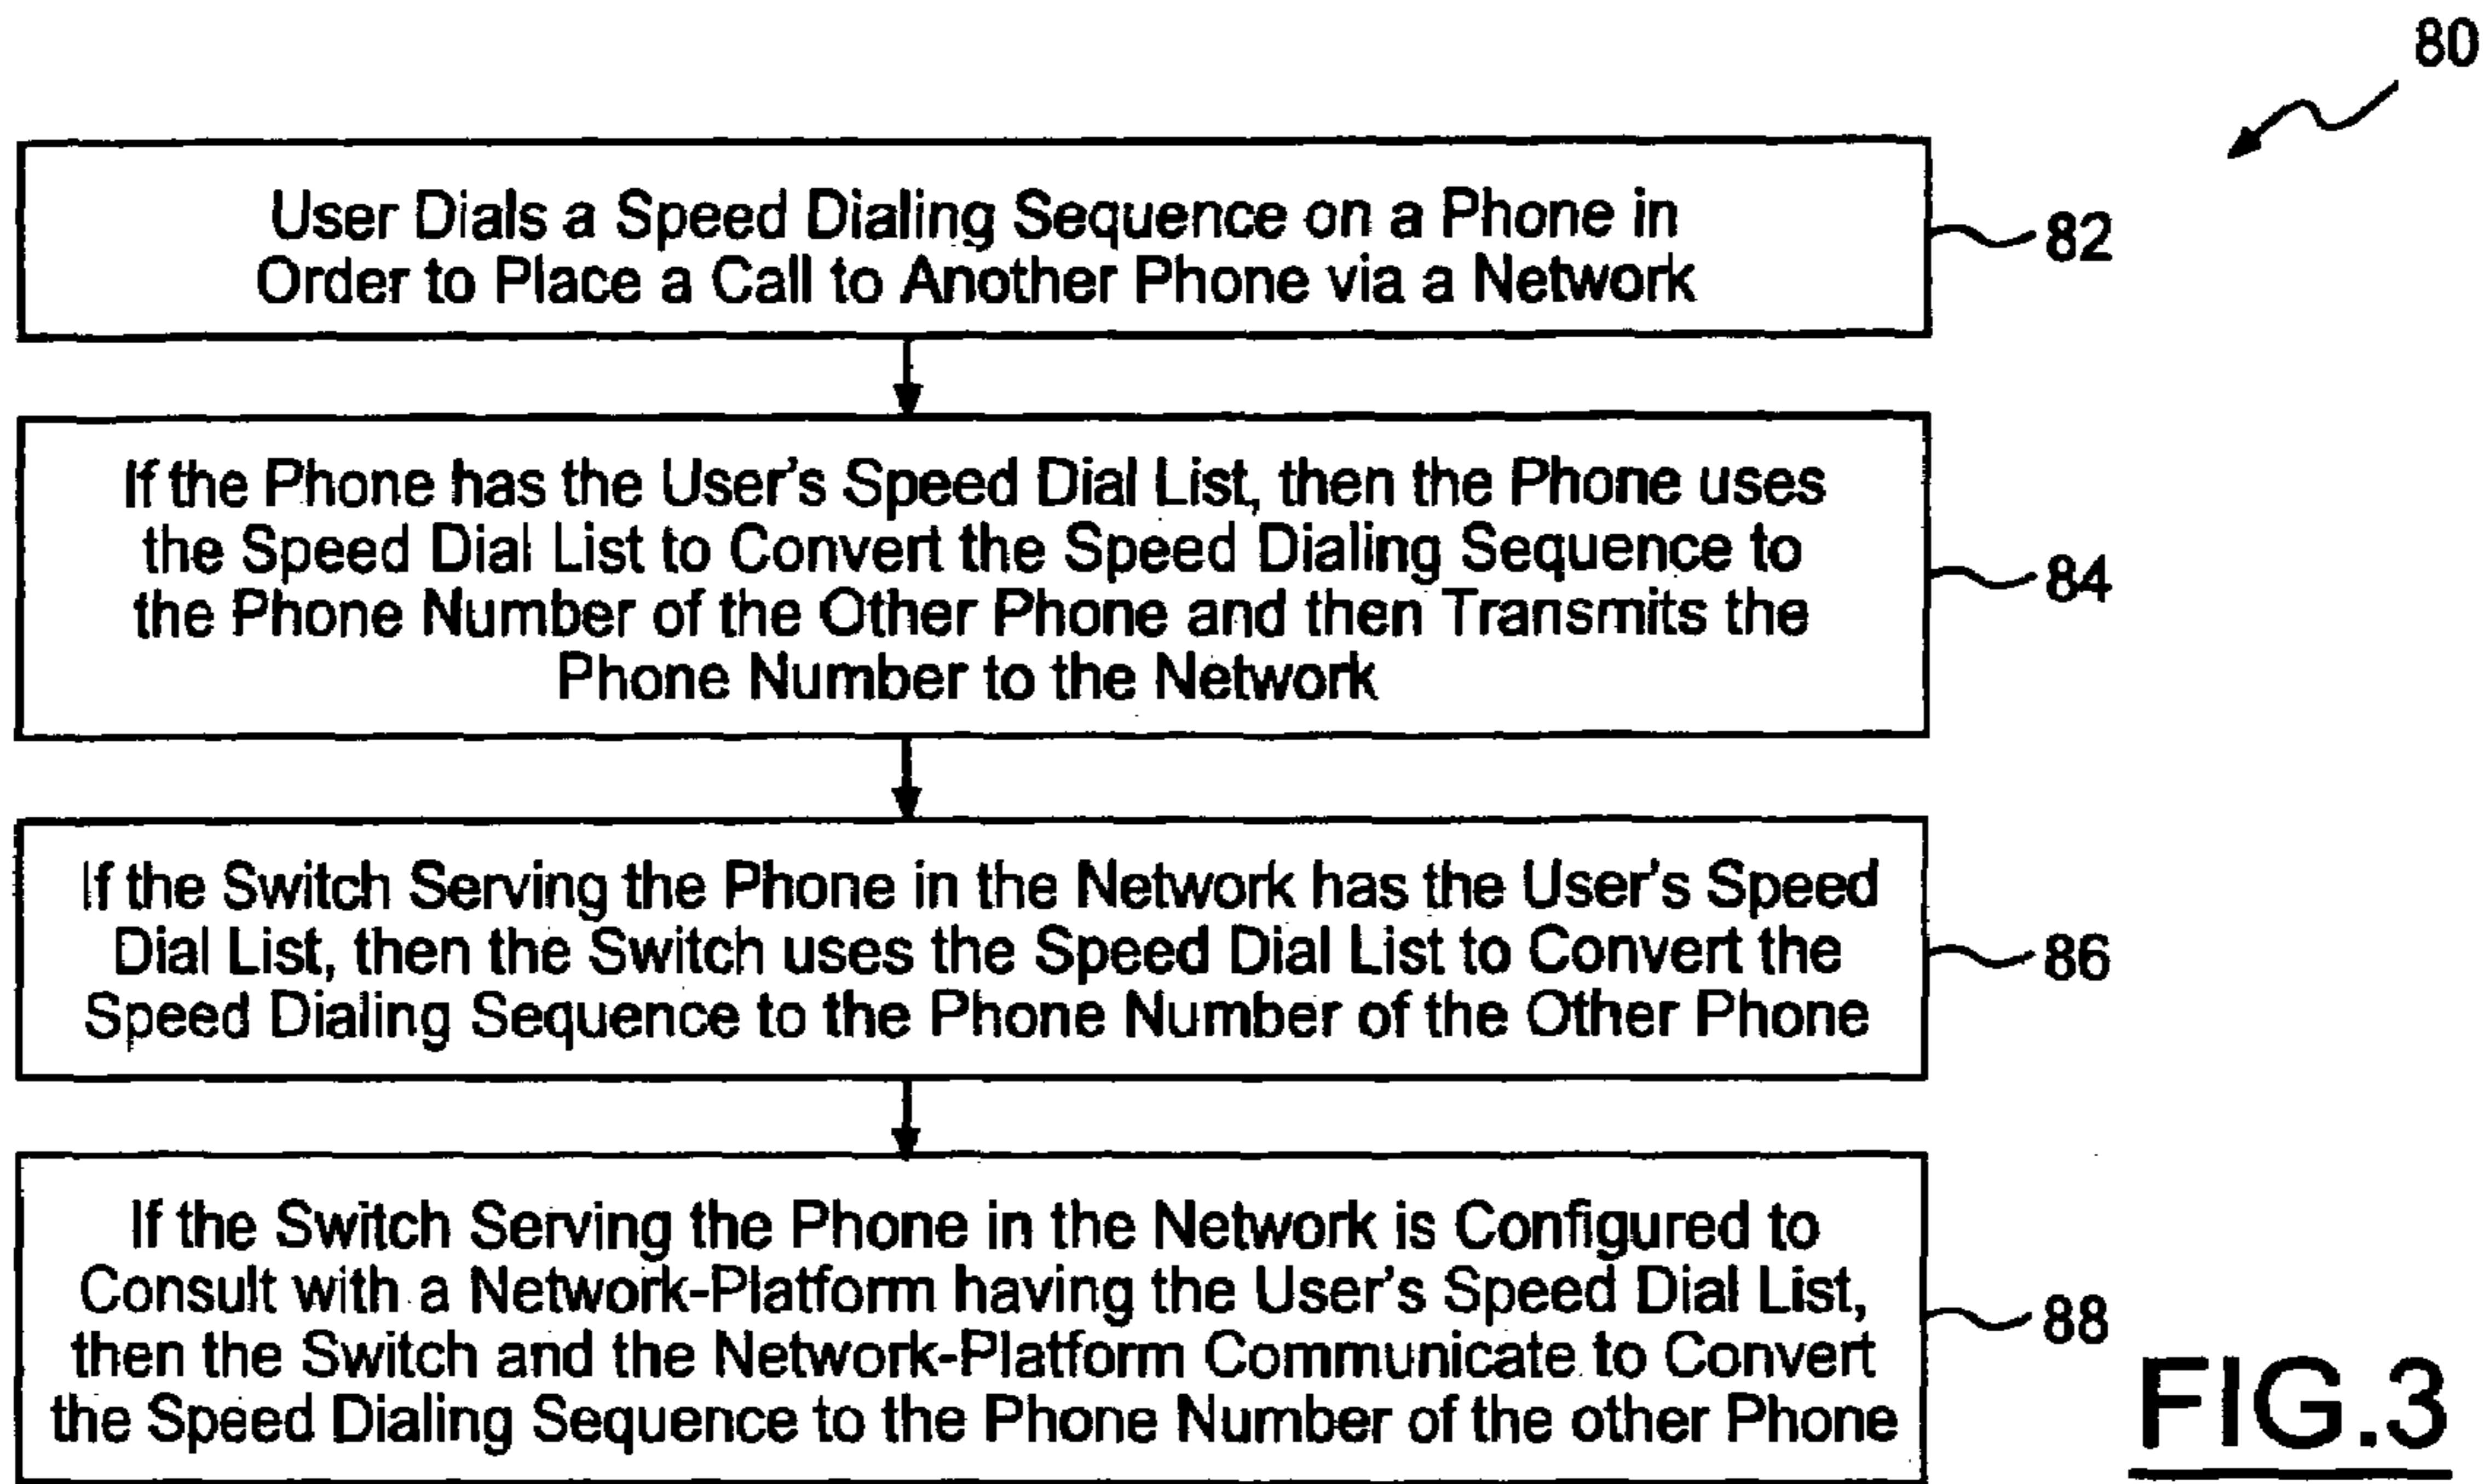 80
User Dials a Speed Dialing Sequence on a Phone in
Order to Place a Call to Another Phone via a Network
82
If the Phone has the User's Speed Dial List, then the Phone uses
the Speed Dial List to Convert the Speed Dialing Sequence to
the Phone Number of the Other Phone and then Transmits the
Phone Number to the Network
84
If the Switch Serving the Phone in the Network has the User's Speed
Dial List, then the Switch uses the Speed Dial List to Convert the
Speed Dialing Sequence to the Phone Number of the Other Phone
86
If the Switch Serving the Phone in the Network is Configured to
Consult with a Network-Platform having the User's Speed Dial List,
then the Switch and the Network-Platform Communicate to Convert
the Speed Dialing Sequence to the Phone Number of the other Phone
88
FIG.3